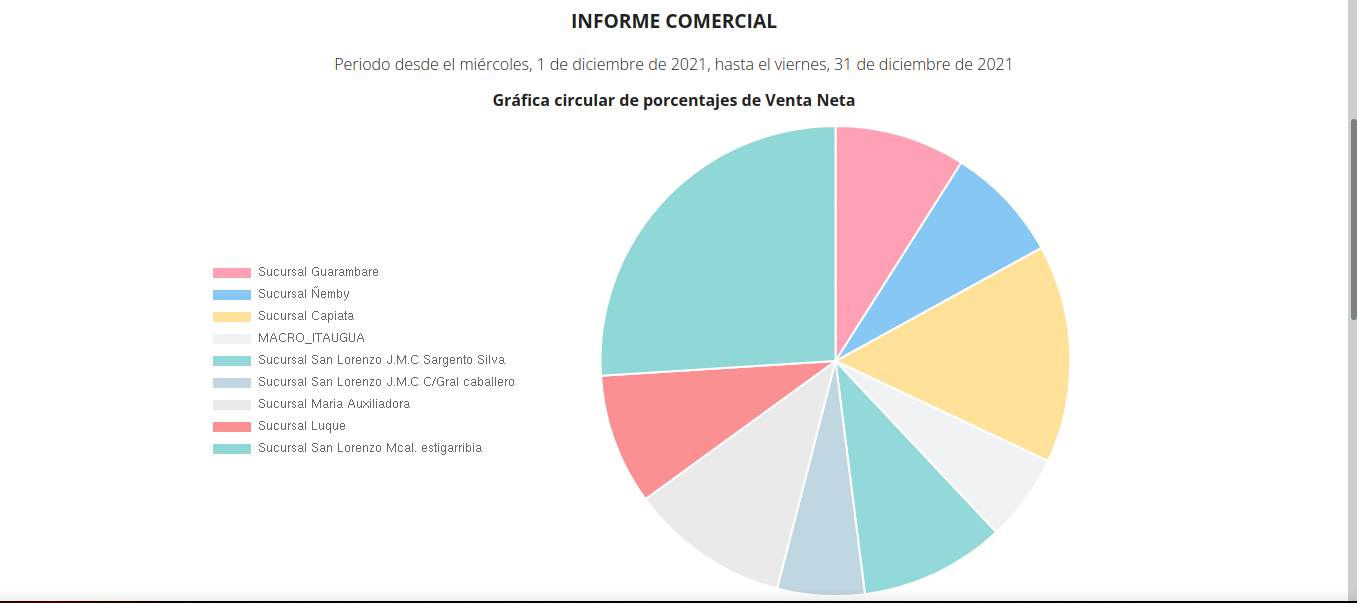 INFORME COMERCIAL
Periodo desde el miércoles, 1 de diciembre de 2021, hasta el viernes, 31 de diciembre de 2021
Gráfica circular de porcentajes de Venta Neta
Sucursal Guarambare
Sucursal Ñemby
Sucursal Capiata
MACRO_ITAUGUA
Sucursal San Lorenzo J.M.C Sargento Silva
Sucursal San Lorenzo J.M.C C/Gral caballero
Sucursal Maria Auxiliadora
Sucursal Luque
Sucursal San Lorenzo Mcal. estigarribia